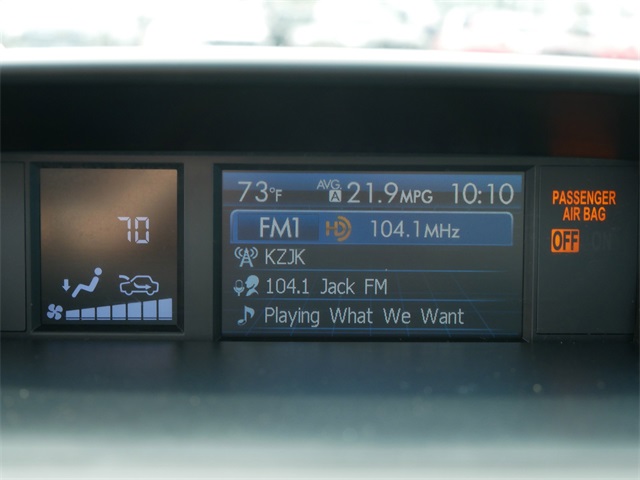 70
73°F AVG. A 21.9MPG 10:10
FM1 HD 104.1MHz
KZJK
104.1 Jack FM
Playing What We Want
PASSENGER
AIR BAG
OFF ON